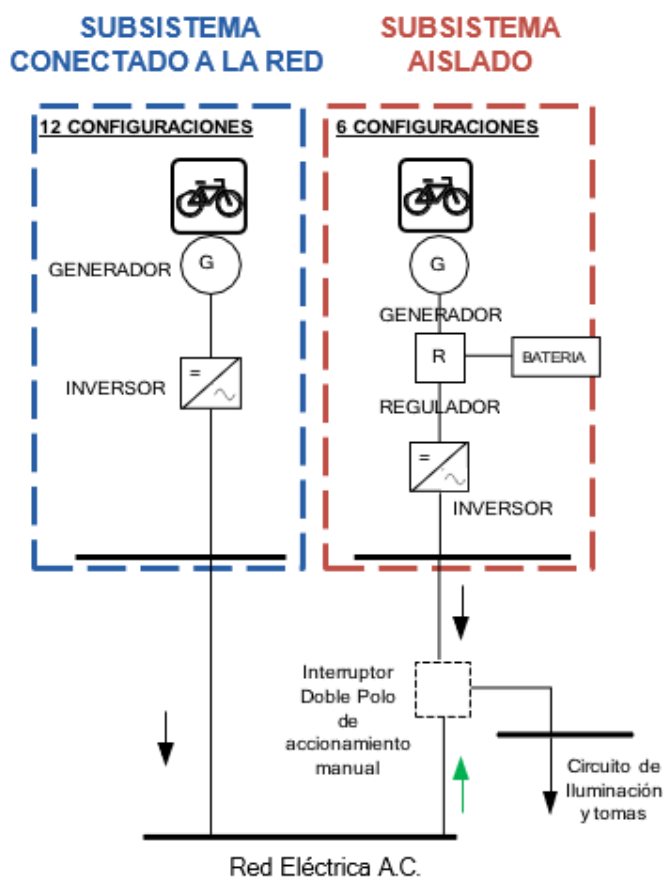 SUBSISTEMA
CONECTADO A LA RED
SUBSISTEMA
AISLADO
12 CONFIGURACIONES
G
GENERADOR
=
INVERSOR
6 CONFIGURACIONES
G
GENERADOR
R
BATERIA
REGULADOR
=
INVERSOR
Interruptor
Doble Polo
de
accionamiento
manual
Circuito de
Iluminación
y tomas
Red Eléctrica A.C.